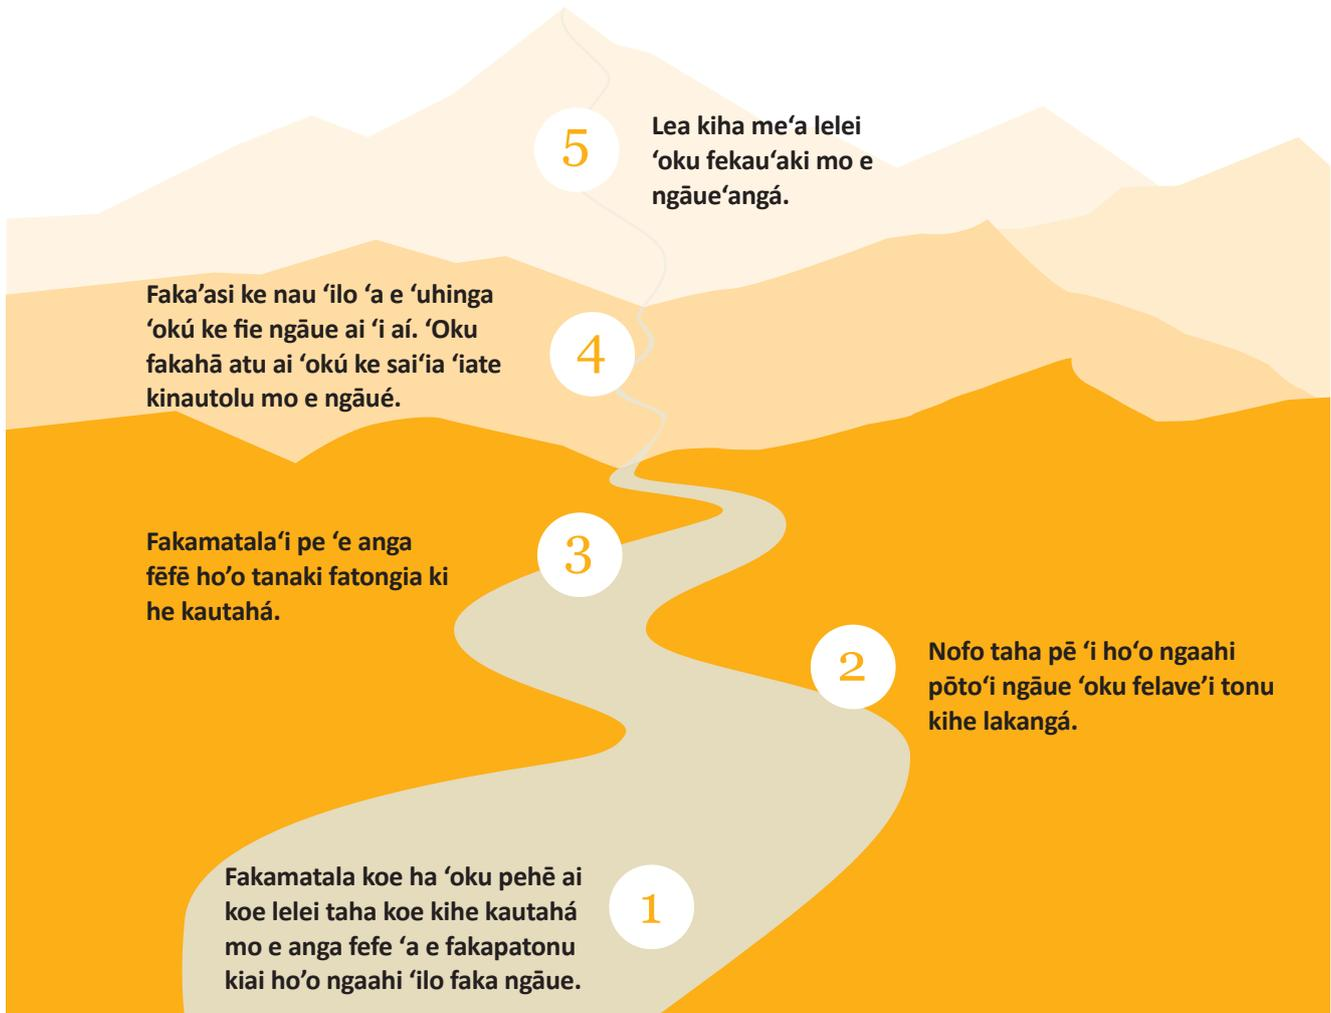 5
Lea kiha me‘a lelei
‘oku fekau‘aki mo e
ngāue‘angá.
Faka’asi ke nau ‘ilo ‘a e ‘uhinga
‘okú ke fie ngāue ai ‘i aí. ‘Oku
fakahā atu ai ‘okú ke sai‘ia ‘iate
kinautolu mo e ngāué.
4
3
Fakamatala‘i pe ‘e anga
fēfē ho’o tanaki fatongia ki
he kautahá.
2
Nofo taha pē ‘i ho‘o ngaahi
pōto‘i ngāue ‘oku felave’i tonu
kihe lakangá.
Fakamatala koe ha ‘oku pehē ai
koe lelei taha koe kihe kautahá
mo e anga fefe ‘a e fakapatonu
kiai ho’o ngaahi ‘ilo faka ngāue.
1